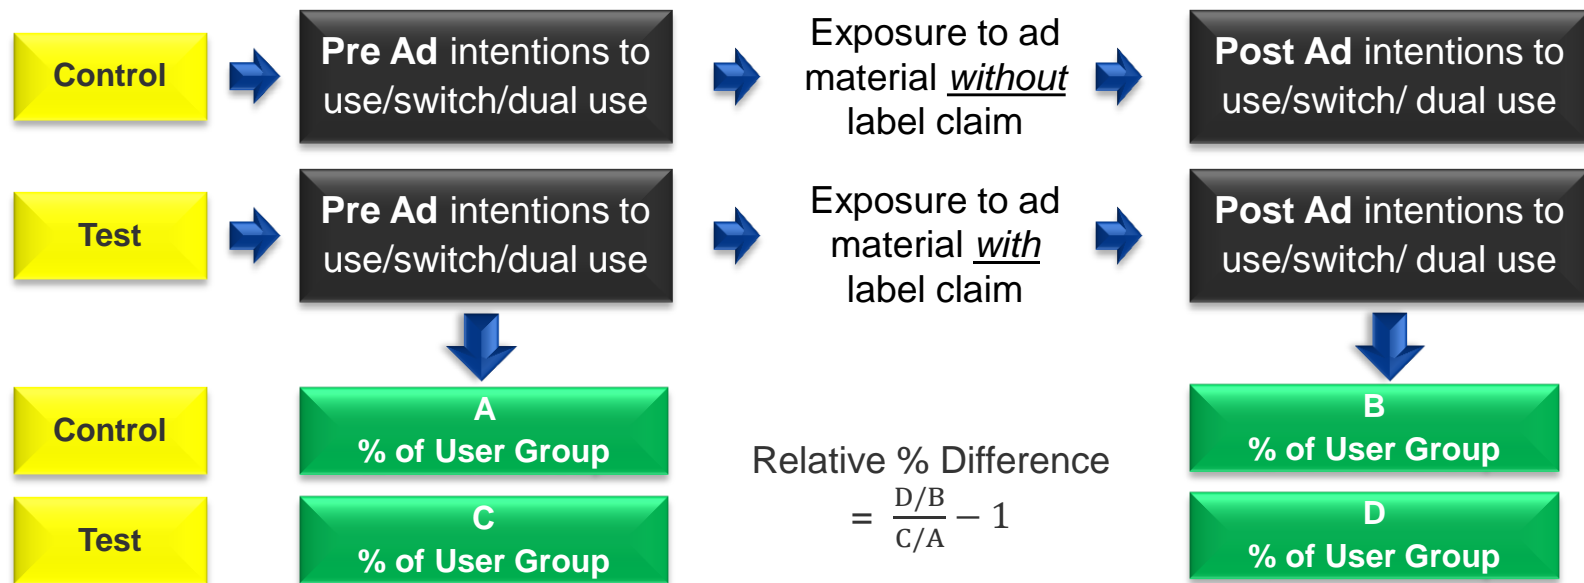 Control
Pre Ad intentions to
use/switch/dual use
Exposure to ad
material without
label claim
Post Ad intentions to
use/switch/ dual use
Test
Pre Ad intentions to
use/switch/dual use
Exposure to ad
material with
label claim
Post Ad intentions to
use/switch/ dual use
Control
A
% of User Group
B
% of User Group
Relative % Difference
= (D/B)/(C/A) − 1
Test
C
% of User Group
D
% of User Group